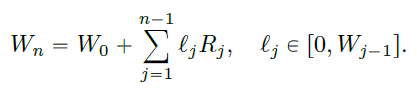 $$W_n = W_0 + \sum_{j=1}^{n-1} \ell_j R_j, \quad \ell_j \in [0, W_{j-1}].$$